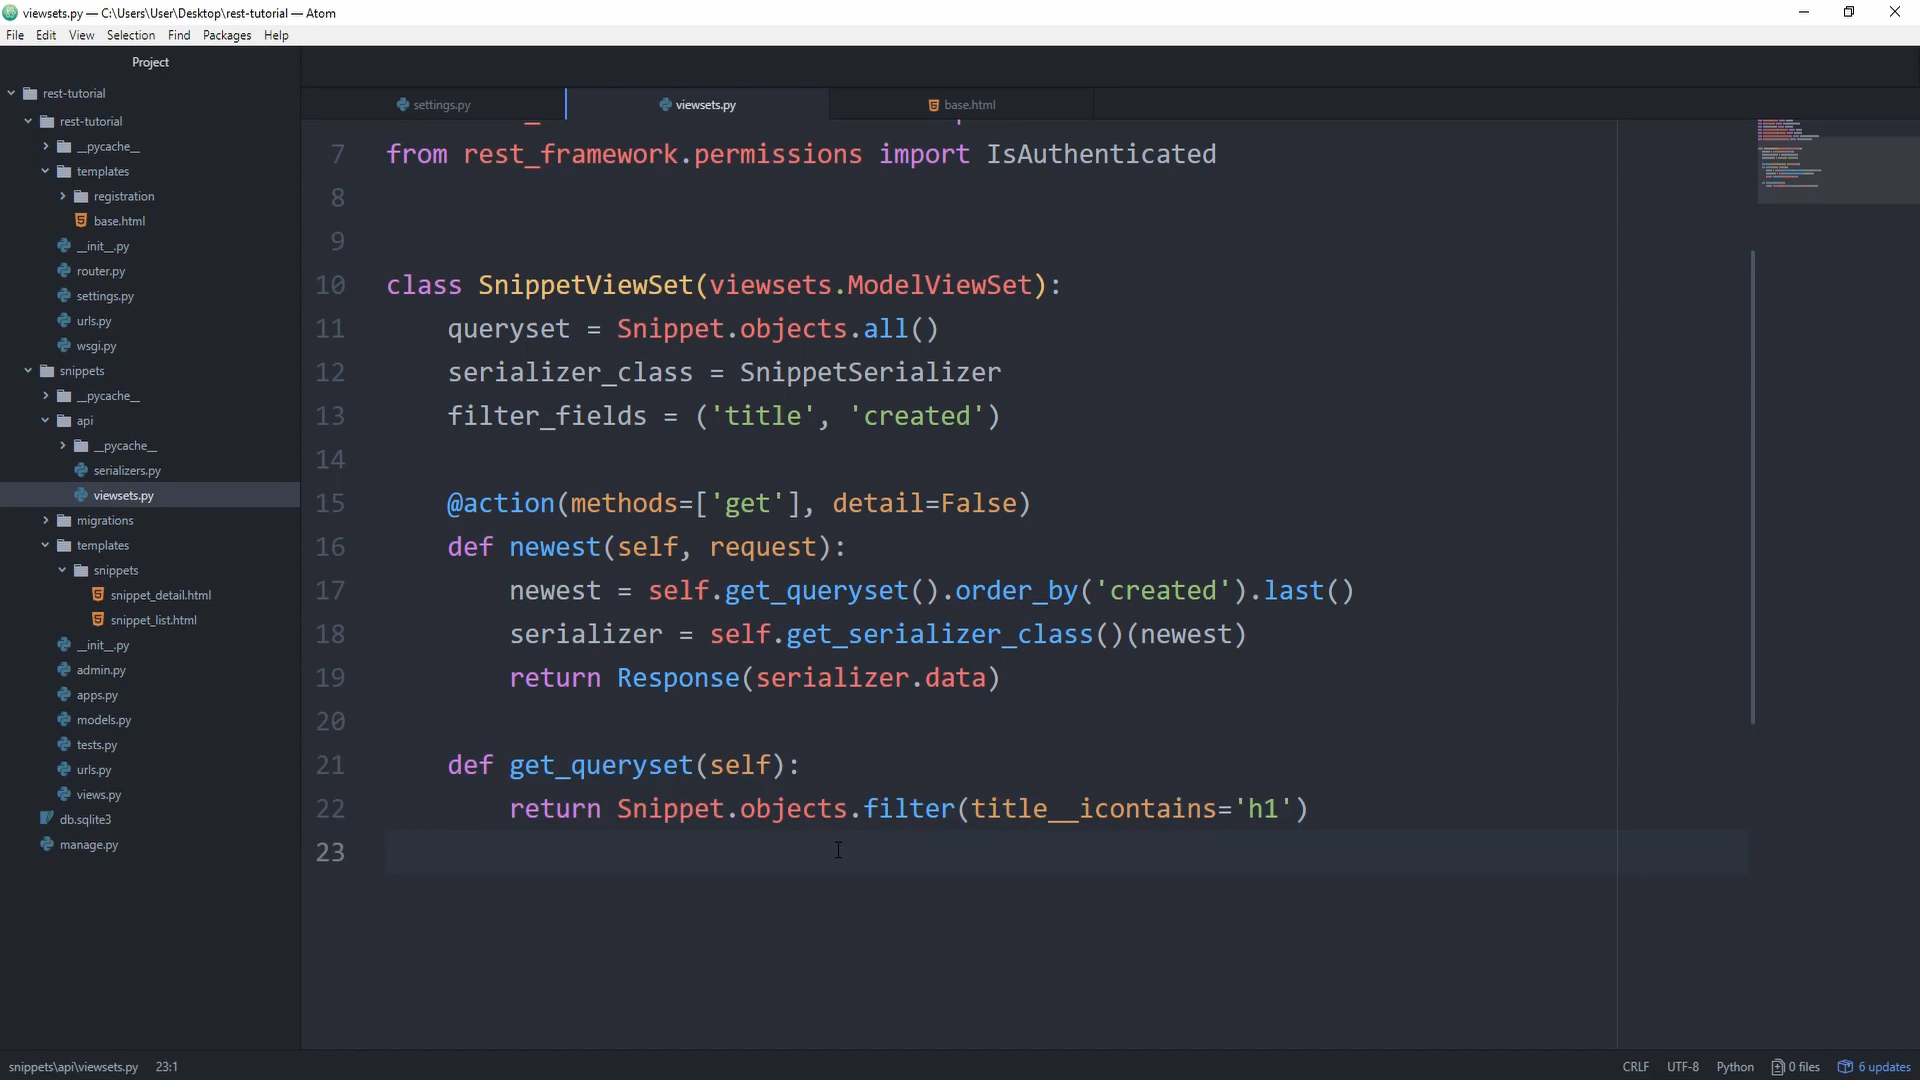 viewsets.py — C:\Users\User\Desktop\rest-tutorial — Atom
File Edit View Selection Find Packages Help
Project
rest-tutorial
rest-tutorial
__pycache__
templates
registration
base.html
__init__.py
router.py
settings.py
urls.py
wsgi.py
snippets
__pycache__
api
__pycache__
serializers.py
viewsets.py
migrations
templates
snippets
snippet_detail.html
snippet_list.html
__init__.py
admin.py
apps.py
models.py
tests.py
urls.py
views.py
db.sqlite3
manage.py
settings.py viewsets.py base.html
7 from rest_framework.permissions import IsAuthenticated
8
9
10 class SnippetViewSet(viewsets.ModelViewSet):
11 queryset = Snippet.objects.all()
12 serializer_class = SnippetSerializer
13 filter_fields = ('title', 'created')
14
15 @action(methods=['get'], detail=False)
16 def newest(self, request):
17 newest = self.get_queryset().order_by('created').last()
18 serializer = self.get_serializer_class()(newest)
19 return Response(serializer.data)
20
21 def get_queryset(self):
22 return Snippet.objects.filter(title__icontains='h1')
23
snippets\api\viewsets.py 23:1 CRLF UTF-8 Python 0 files 6 updates